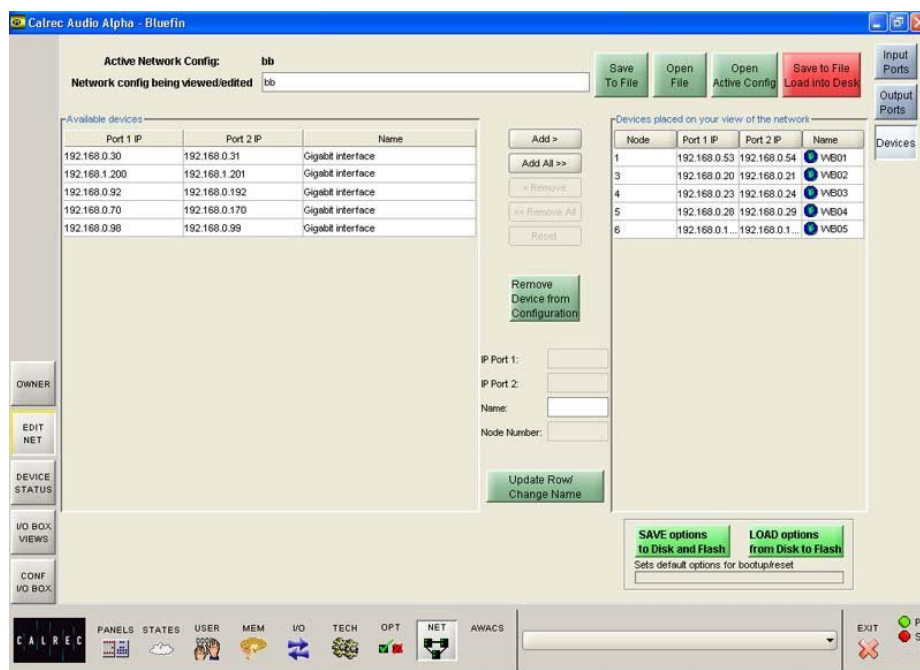 Calrec Audio Alpha - Bluefin
Active Network Config: bb
Network config being viewed/edited bb
Save To File
Open File
Open Active Config
Save to File Load into Desk
Input Ports
Output Ports
Devices
Available devices
Port 1 IP Port 2 IP Name
192.168.0.30 192.168.0.31 Gigabit interface
192.168.1.200 192.168.1.201 Gigabit interface
192.168.0.92 192.168.0.192 Gigabit interface
192.168.0.70 192.168.0.170 Gigabit interface
192.168.0.98 192.168.0.99 Gigabit interface
Add >
Add All >>
< Remove
<< Remove All
Reset
Remove
Device from
Configuration
IP Port 1:
IP Port 2:
Name:
Node Number:
Update Row/
Change Name
Devices placed on your view of the network
Node Port 1 IP Port 2 IP Name
1 192.168.0.53 192.168.0.54 WB01
3 192.168.0.20 192.168.0.21 WB02
4 192.168.0.23 192.168.0.24 WB03
5 192.168.0.28 192.168.0.29 WB04
6 192.168.0.1... 192.168.0.1... WB05
SAVE options
to Disk and Flash
LOAD options
from Disk to Flash
Sets default options for bootup/reset
OWNER
EDIT
NET
DEVICE
STATUS
I/O BOX
VIEWS
CONF
I/O BOX
CALREC
PANELS STATES USER MEM I/O TECH OPT NET AWACS
EXIT
P
S